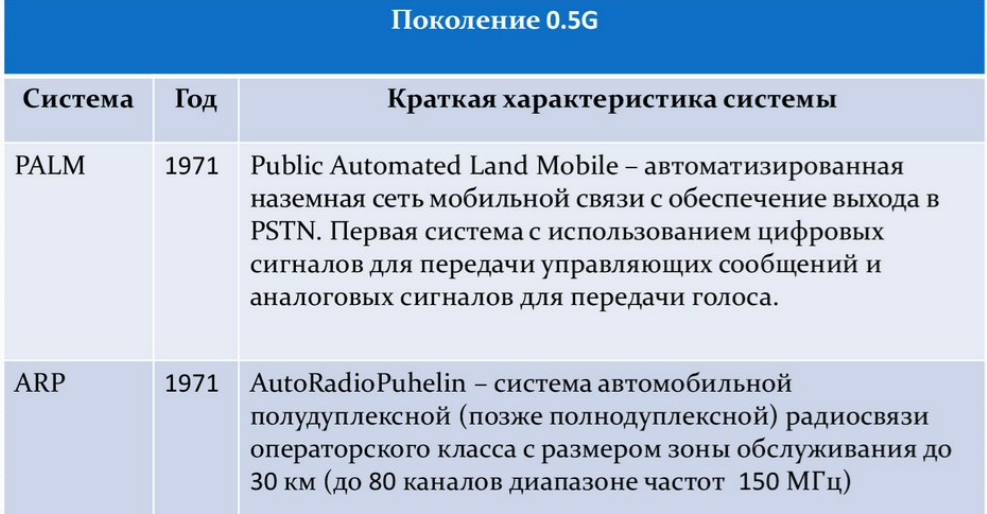 Поколение 0.5G
Система Год Краткая характеристика системы
PALM 1971 Public Automated Land Mobile – автоматизированная
наземная сеть мобильной связи с обеспечение выхода в
PSTN. Первая система с использованием цифровых
сигналов для передачи управляющих сообщений и
аналоговых сигналов для передачи голоса.
ARP 1971 AutoRadioPuhelin – система автомобильной
полудуплексной (позже полнодуплексной) радиосвязи
операторского класса с размером зоны обслуживания до
30 км (до 80 каналов диапазоне частот 150 МГц)